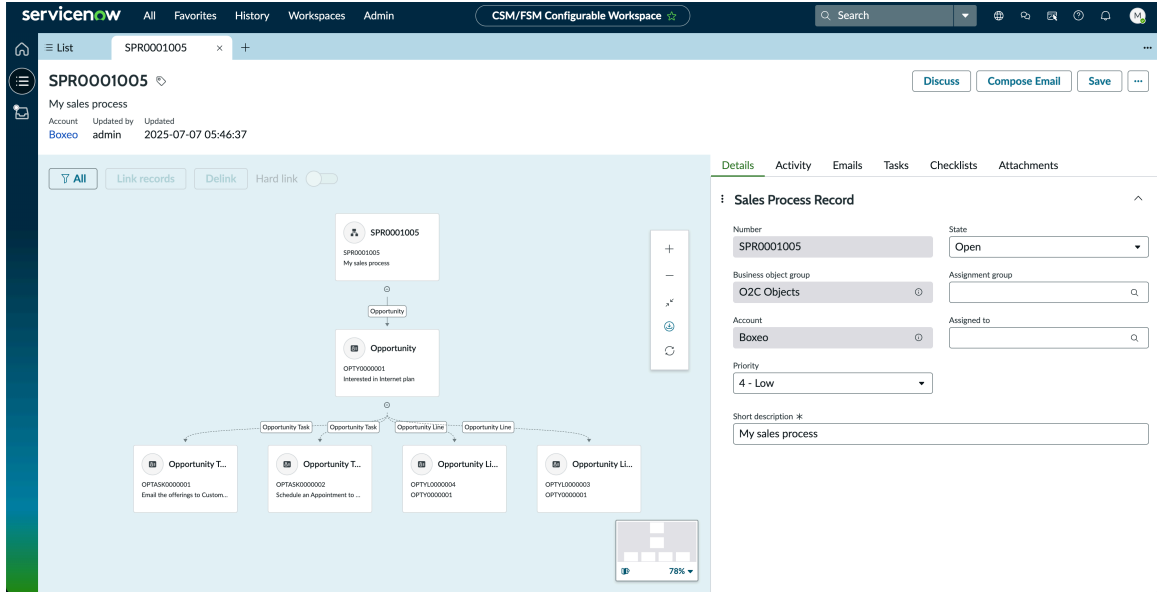 servicenow All Favorites History Workspaces Admin CSM/FSM Configurable Workspace Search M
List SPR0001005
SPR0001005
Discuss Compose Email Save
My sales process
Account Updated by Updated
Boxeo admin 2025-07-07 05:46:37
All Link records Delink Hard link
SPR0001005
SPR0001005
My sales process
Opportunity
Opportunity
OPTY0000001
Interested in Internet plan
Opportunity Task Opportunity Task Opportunity Line Opportunity Line
Opportunity T... Opportunity T... Opportunity Li... Opportunity Li...
OPTASK0000001 OPTASK0000002 OPTYL0000004 OPTYL0000003
Email the offerings to Custom... Schedule an Appointment to ... OPTY0000001 OPTY0000001
78%
Details Activity Emails Tasks Checklists Attachments
Sales Process Record
Number State
SPR0001005 Open
Business object group Assignment group
O2C Objects
Account Assigned to
Boxeo
Priority
4 - Low
Short description
My sales process